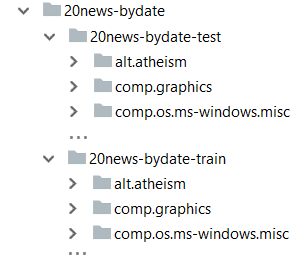 20news-bydate
20news-bydate-test
alt.atheism
comp.graphics
comp.os.ms-windows.misc
...
20news-bydate-train
alt.atheism
comp.graphics
comp.os.ms-windows.misc
...